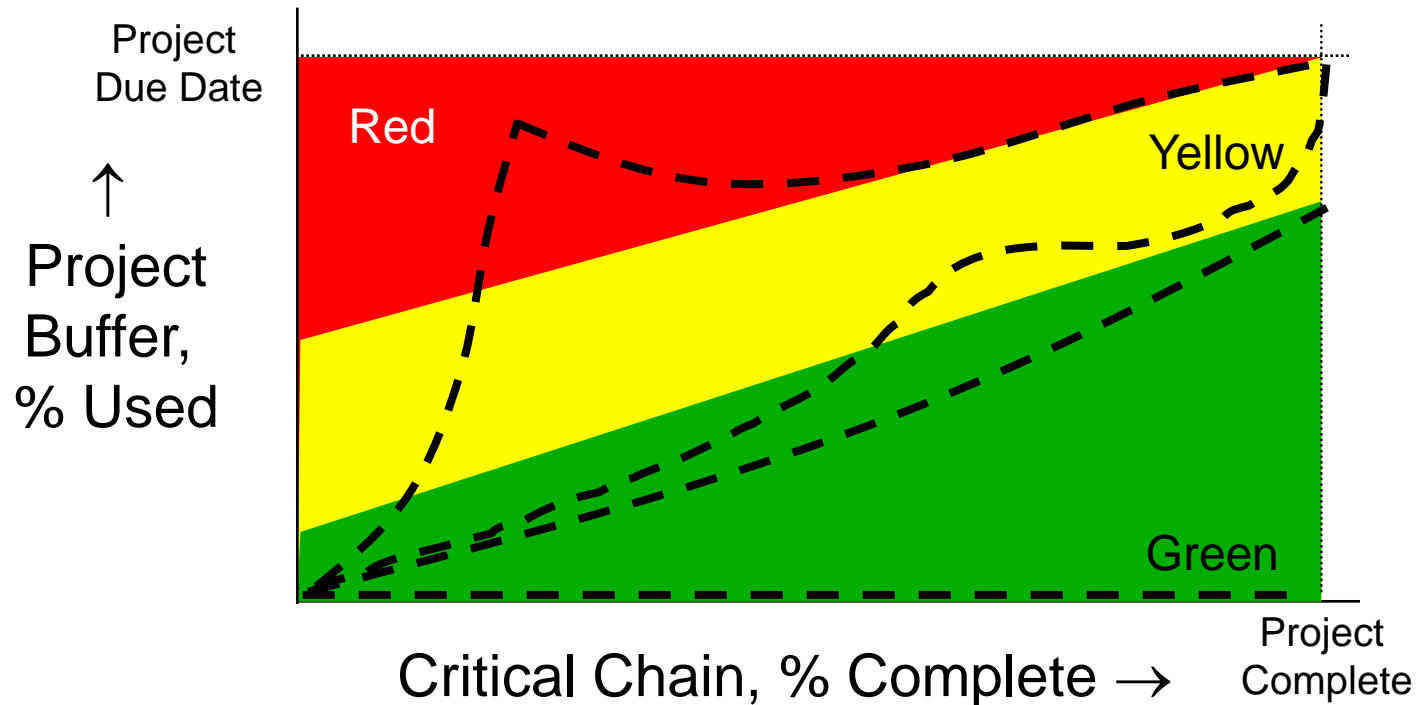 Project
Due Date
↑
Project
Buffer,
% Used
Red
Yellow
Green
Critical Chain, % Complete →
Project
Complete